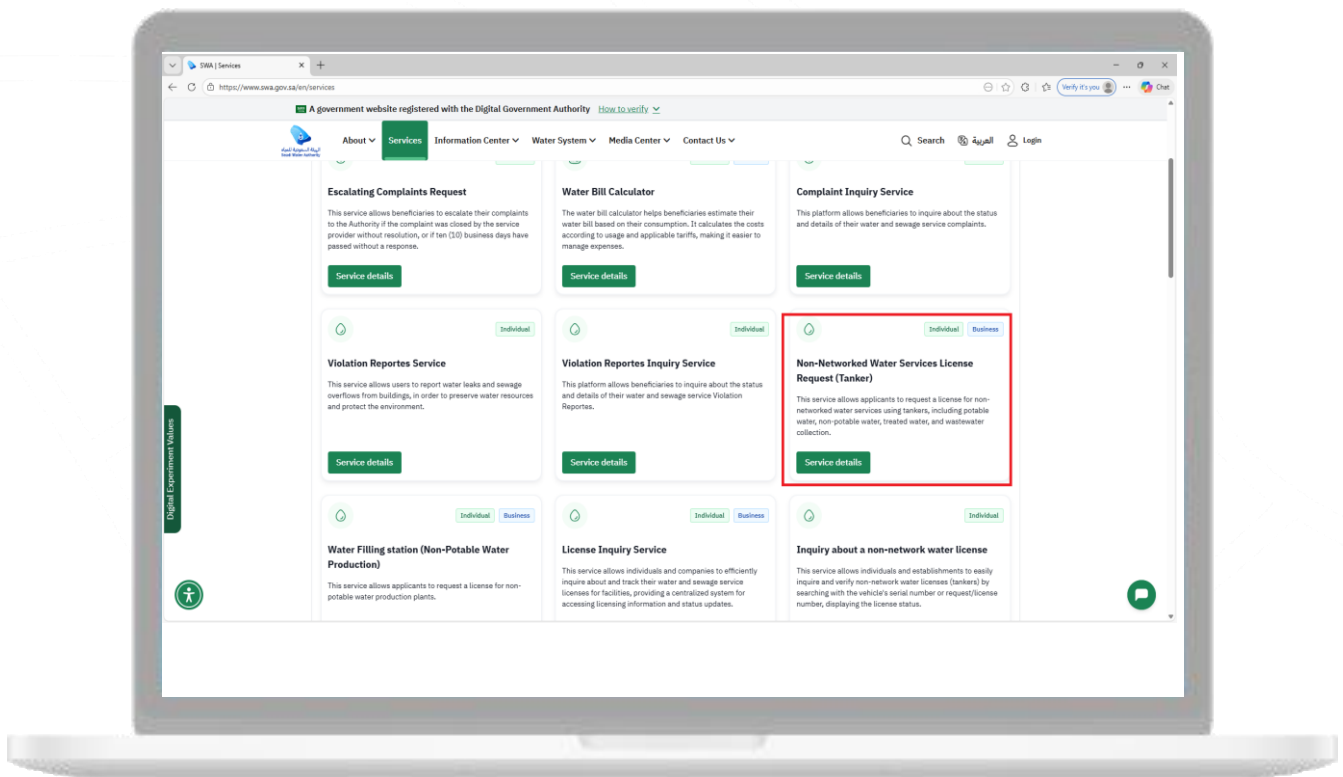 SWA | Services
https://www.swa.gov.sa/en/services
Verify it's you
Chat
A government website registered with the Digital Government Authority How to verify
الهيئة السعودية للمياه
Saudi Water Authority
About
Services
Information Center
Water System
Media Center
Contact Us
Search
العربية
Login
Escalating Complaints Request
This service allows beneficiaries to escalate their complaints
to the Authority if the complaint was closed by the service
provider without resolution, or if ten (10) business days have
passed without a response.
Service details
Water Bill Calculator
The water bill calculator helps beneficiaries estimate their
water bill based on their consumption. It calculates the costs
according to usage and applicable tariffs, making it easier to
manage expenses.
Service details
Complaint Inquiry Service
This platform allows beneficiaries to inquire about the status
and details of their water and sewage service complaints.
Service details
Individual
Violation Reportes Service
This service allows users to report water leaks and sewage
overflows from buildings, in order to preserve water resources
and protect the environment.
Service details
Individual
Violation Reportes Inquiry Service
This platform allows beneficiaries to inquire about the status
and details of their water and sewage service Violation
Reportes.
Service details
Individual Business
Non-Networked Water Services License
Request (Tanker)
This service allows applicants to request a license for non-
networked water services using tankers, including potable
water, non-potable water, treated water, and wastewater
collection.
Service details
Individual Business
Water Filling station (Non-Potable Water
Production)
This service allows applicants to request a license for non-
potable water production plants.
Individual Business
License Inquiry Service
This service allows individuals and companies to efficiently
inquire about and track their water and sewage service
licenses for facilities, providing a centralized system for
accessing licensing information and status updates.
Individual
Inquiry about a non-network water license
This service allows individuals and establishments to easily
inquire and verify non-network water licenses (tankers) by
searching with the vehicle's serial number or request/license
number, displaying the license status.
Digital Experiment Values